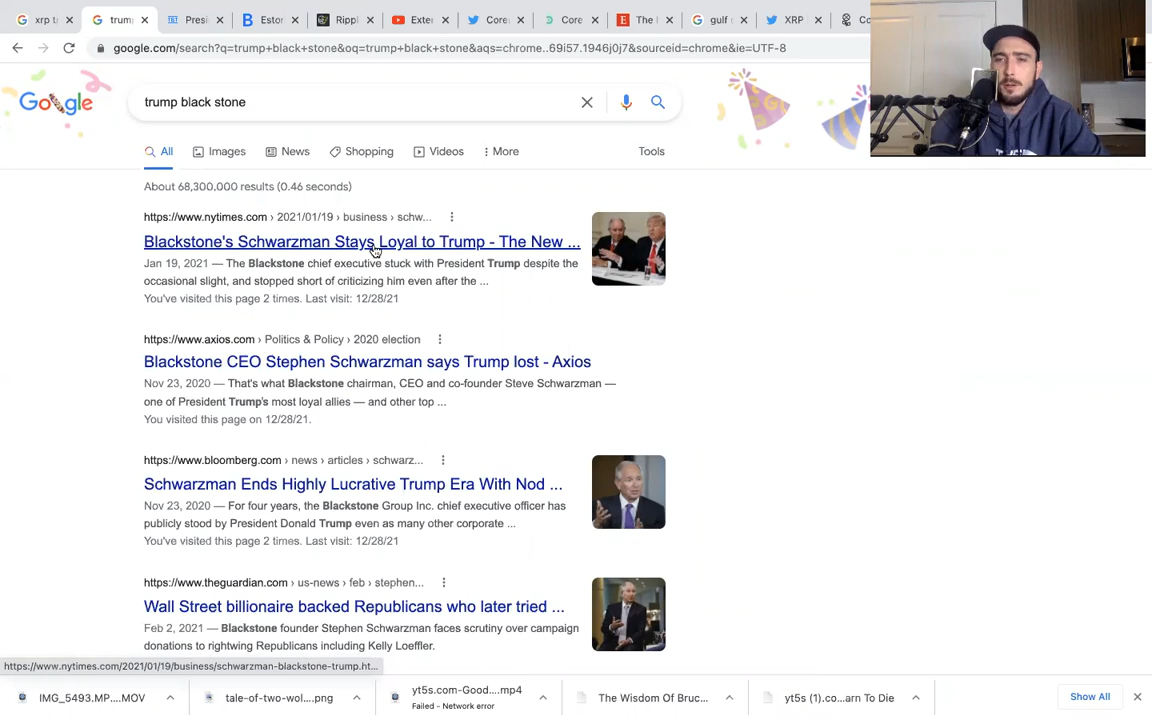 xrp t
trum
Presi
Eston
Rippl
Exter
Core
Core
The I
gulf c
XRP
Co
google.com/search?q=trump+black+stone&oq=trump+black+stone&aqs=chrome..69i57.1946j0j7&sourceid=chrome&ie=UTF-8
Google
trump black stone
All
Images
News
Shopping
Videos
More
Tools
About 68,300,000 results (0.46 seconds)
https://www.nytimes.com › 2021/01/19 › business › schw...
Blackstone's Schwarzman Stays Loyal to Trump - The New ...
Jan 19, 2021 — The Blackstone chief executive stuck with President Trump despite the
occasional slight, and stopped short of criticizing him even after the ...
You've visited this page 2 times. Last visit: 12/28/21
https://www.axios.com › Politics & Policy › 2020 election
Blackstone CEO Stephen Schwarzman says Trump lost - Axios
Nov 23, 2020 — That's what Blackstone chairman, CEO and co-founder Steve Schwarzman —
one of President Trump's most loyal allies — and other top ...
You visited this page on 12/28/21.
https://www.bloomberg.com › news › articles › schwarz...
Schwarzman Ends Highly Lucrative Trump Era With Nod ...
Nov 23, 2020 — For four years, the Blackstone Group Inc. chief executive officer has
publicly stood by President Donald Trump even as many other corporate ...
You've visited this page 2 times. Last visit: 12/28/21
https://www.theguardian.com › us-news › feb › stephen...
Wall Street billionaire backed Republicans who later tried ...
Feb 2, 2021 — Blackstone founder Stephen Schwarzman faces scrutiny over campaign
donations to rightwing Republicans including Kelly Loeffler.
https://www.nytimes.com/2021/01/19/business/schwarzman-blackstone-trump.ht...
IMG_5493.MP....MOV
tale-of-two-wol....png
yt5s.com-Good....mp4
Failed - Network error
The Wisdom Of Bruc...
yt5s (1).co...arn To Die
Show All